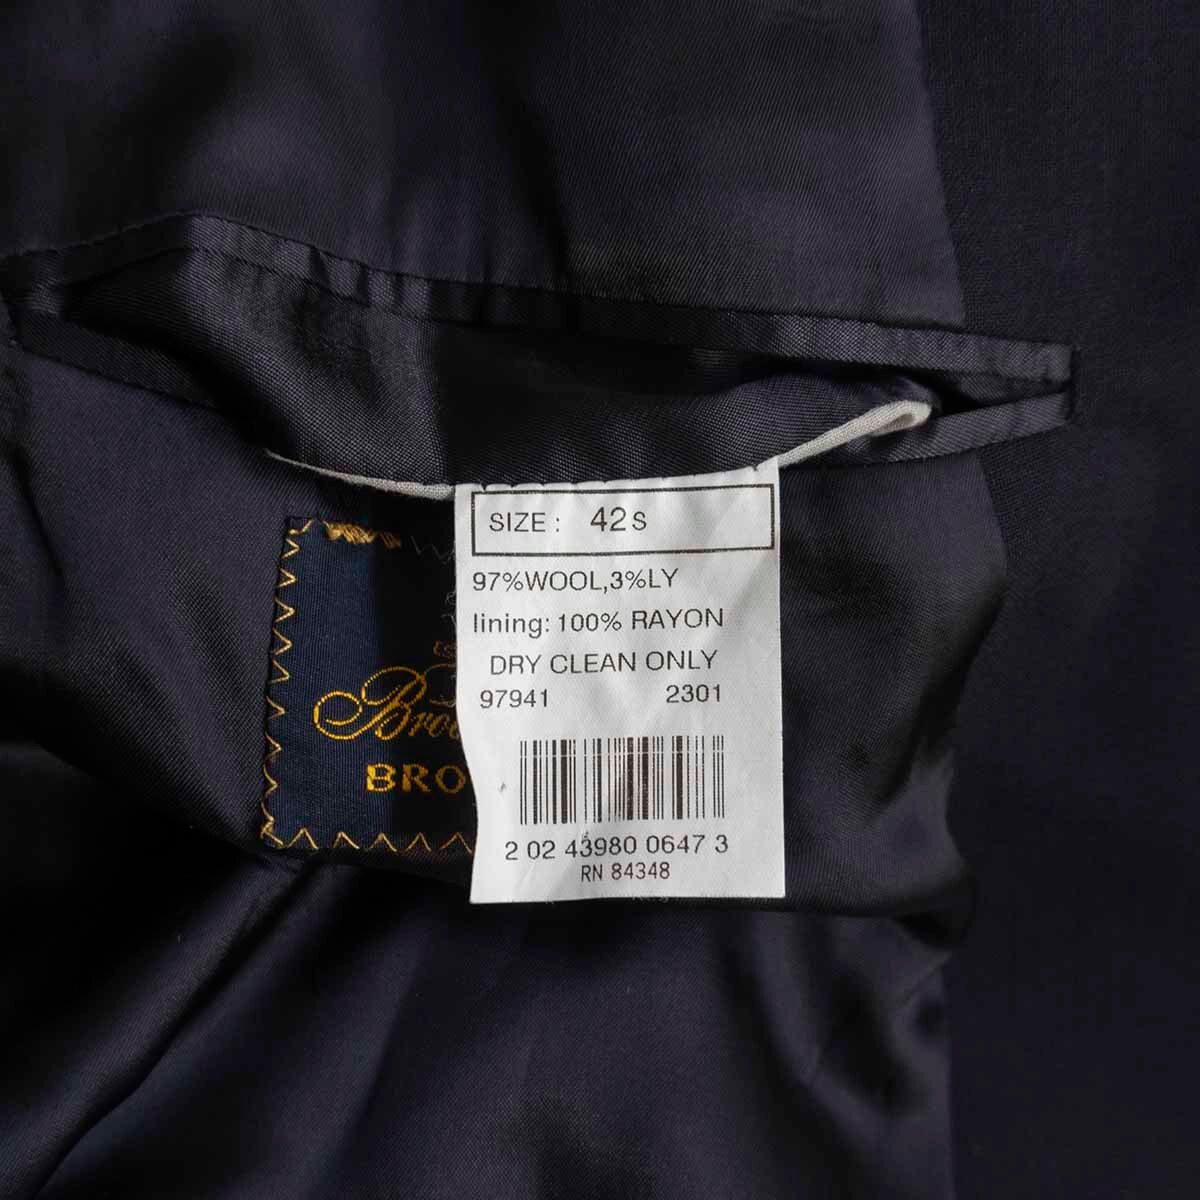 SIZE : 42S
97%WOOL,3%LY
lining: 100% RAYON
DRY CLEAN ONLY
97941 2301
2 02 43980 0647 3
RN 84348